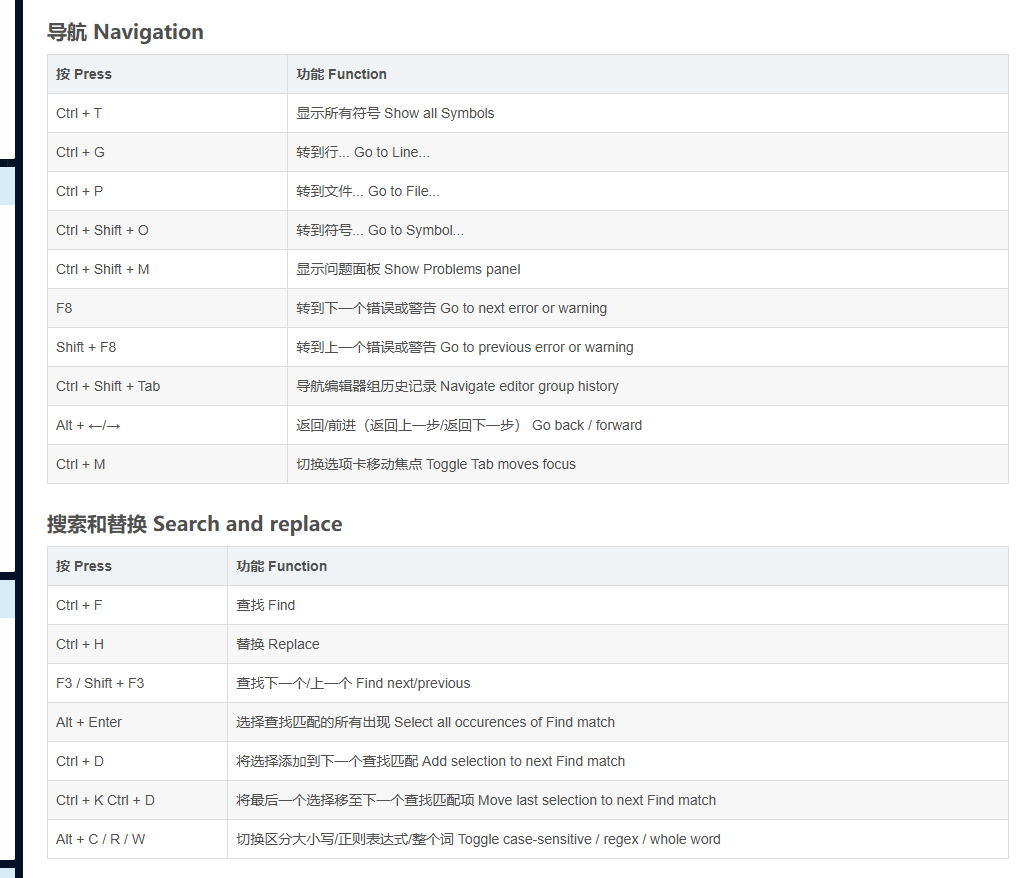 导航 Navigation
按 Press 功能 Function
Ctrl + T 显示所有符号 Show all Symbols
Ctrl + G 转到行... Go to Line...
Ctrl + P 转到文件... Go to File...
Ctrl + Shift + O 转到符号... Go to Symbol...
Ctrl + Shift + M 显示问题面板 Show Problems panel
F8 转到下一个错误或警告 Go to next error or warning
Shift + F8 转到上一个错误或警告 Go to previous error or warning
Ctrl + Shift + Tab 导航编辑器组历史记录 Navigate editor group history
Alt + ←/→ 返回/前进（返回上一步/返回下一步） Go back / forward
Ctrl + M 切换选项卡移动焦点 Toggle Tab moves focus
搜索和替换 Search and replace
按 Press 功能 Function
Ctrl + F 查找 Find
Ctrl + H 替换 Replace
F3 / Shift + F3 查找下一个/上一个 Find next/previous
Alt + Enter 选择查找匹配的所有出现 Select all occurences of Find match
Ctrl + D 将选择添加到下一个查找匹配 Add selection to next Find match
Ctrl + K Ctrl + D 将最后一个选择移至下一个查找匹配项 Move last selection to next Find match
Alt + C / R / W 切换区分大小写/正则表达式/整个词 Toggle case-sensitive / regex / whole word